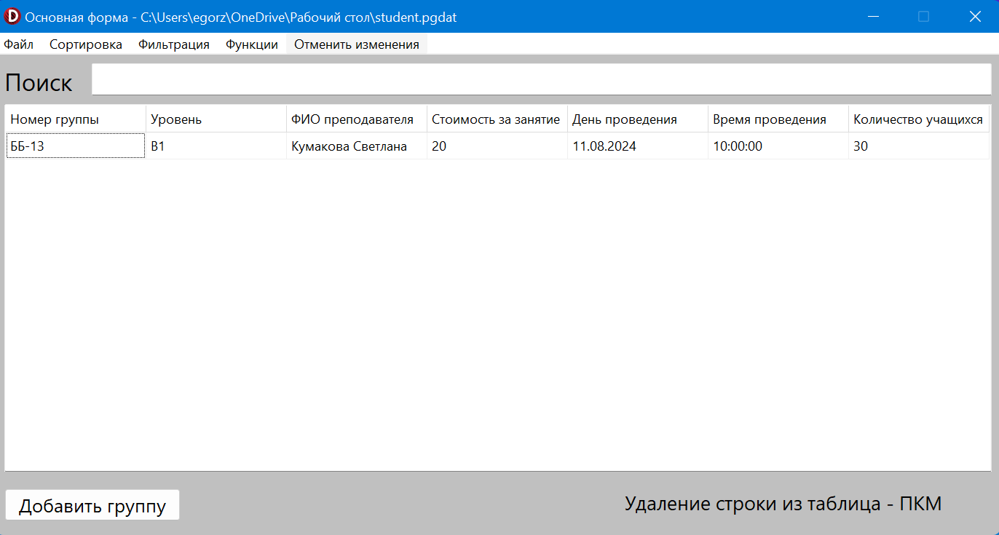 Основная форма - C:\Users\egorz\OneDrive\Рабочий стол\student.pgdat
Файл Сортировка Фильтрация Функции Отменить изменения
Поиск
Номер группы Уровень ФИО преподавателя Стоимость за занятие День проведения Время проведения Количество учащихся
ББ-13 B1 Кумакова Светлана 20 11.08.2024 10:00:00 30
Добавить группу
Удаление строки из таблица - ПКМ